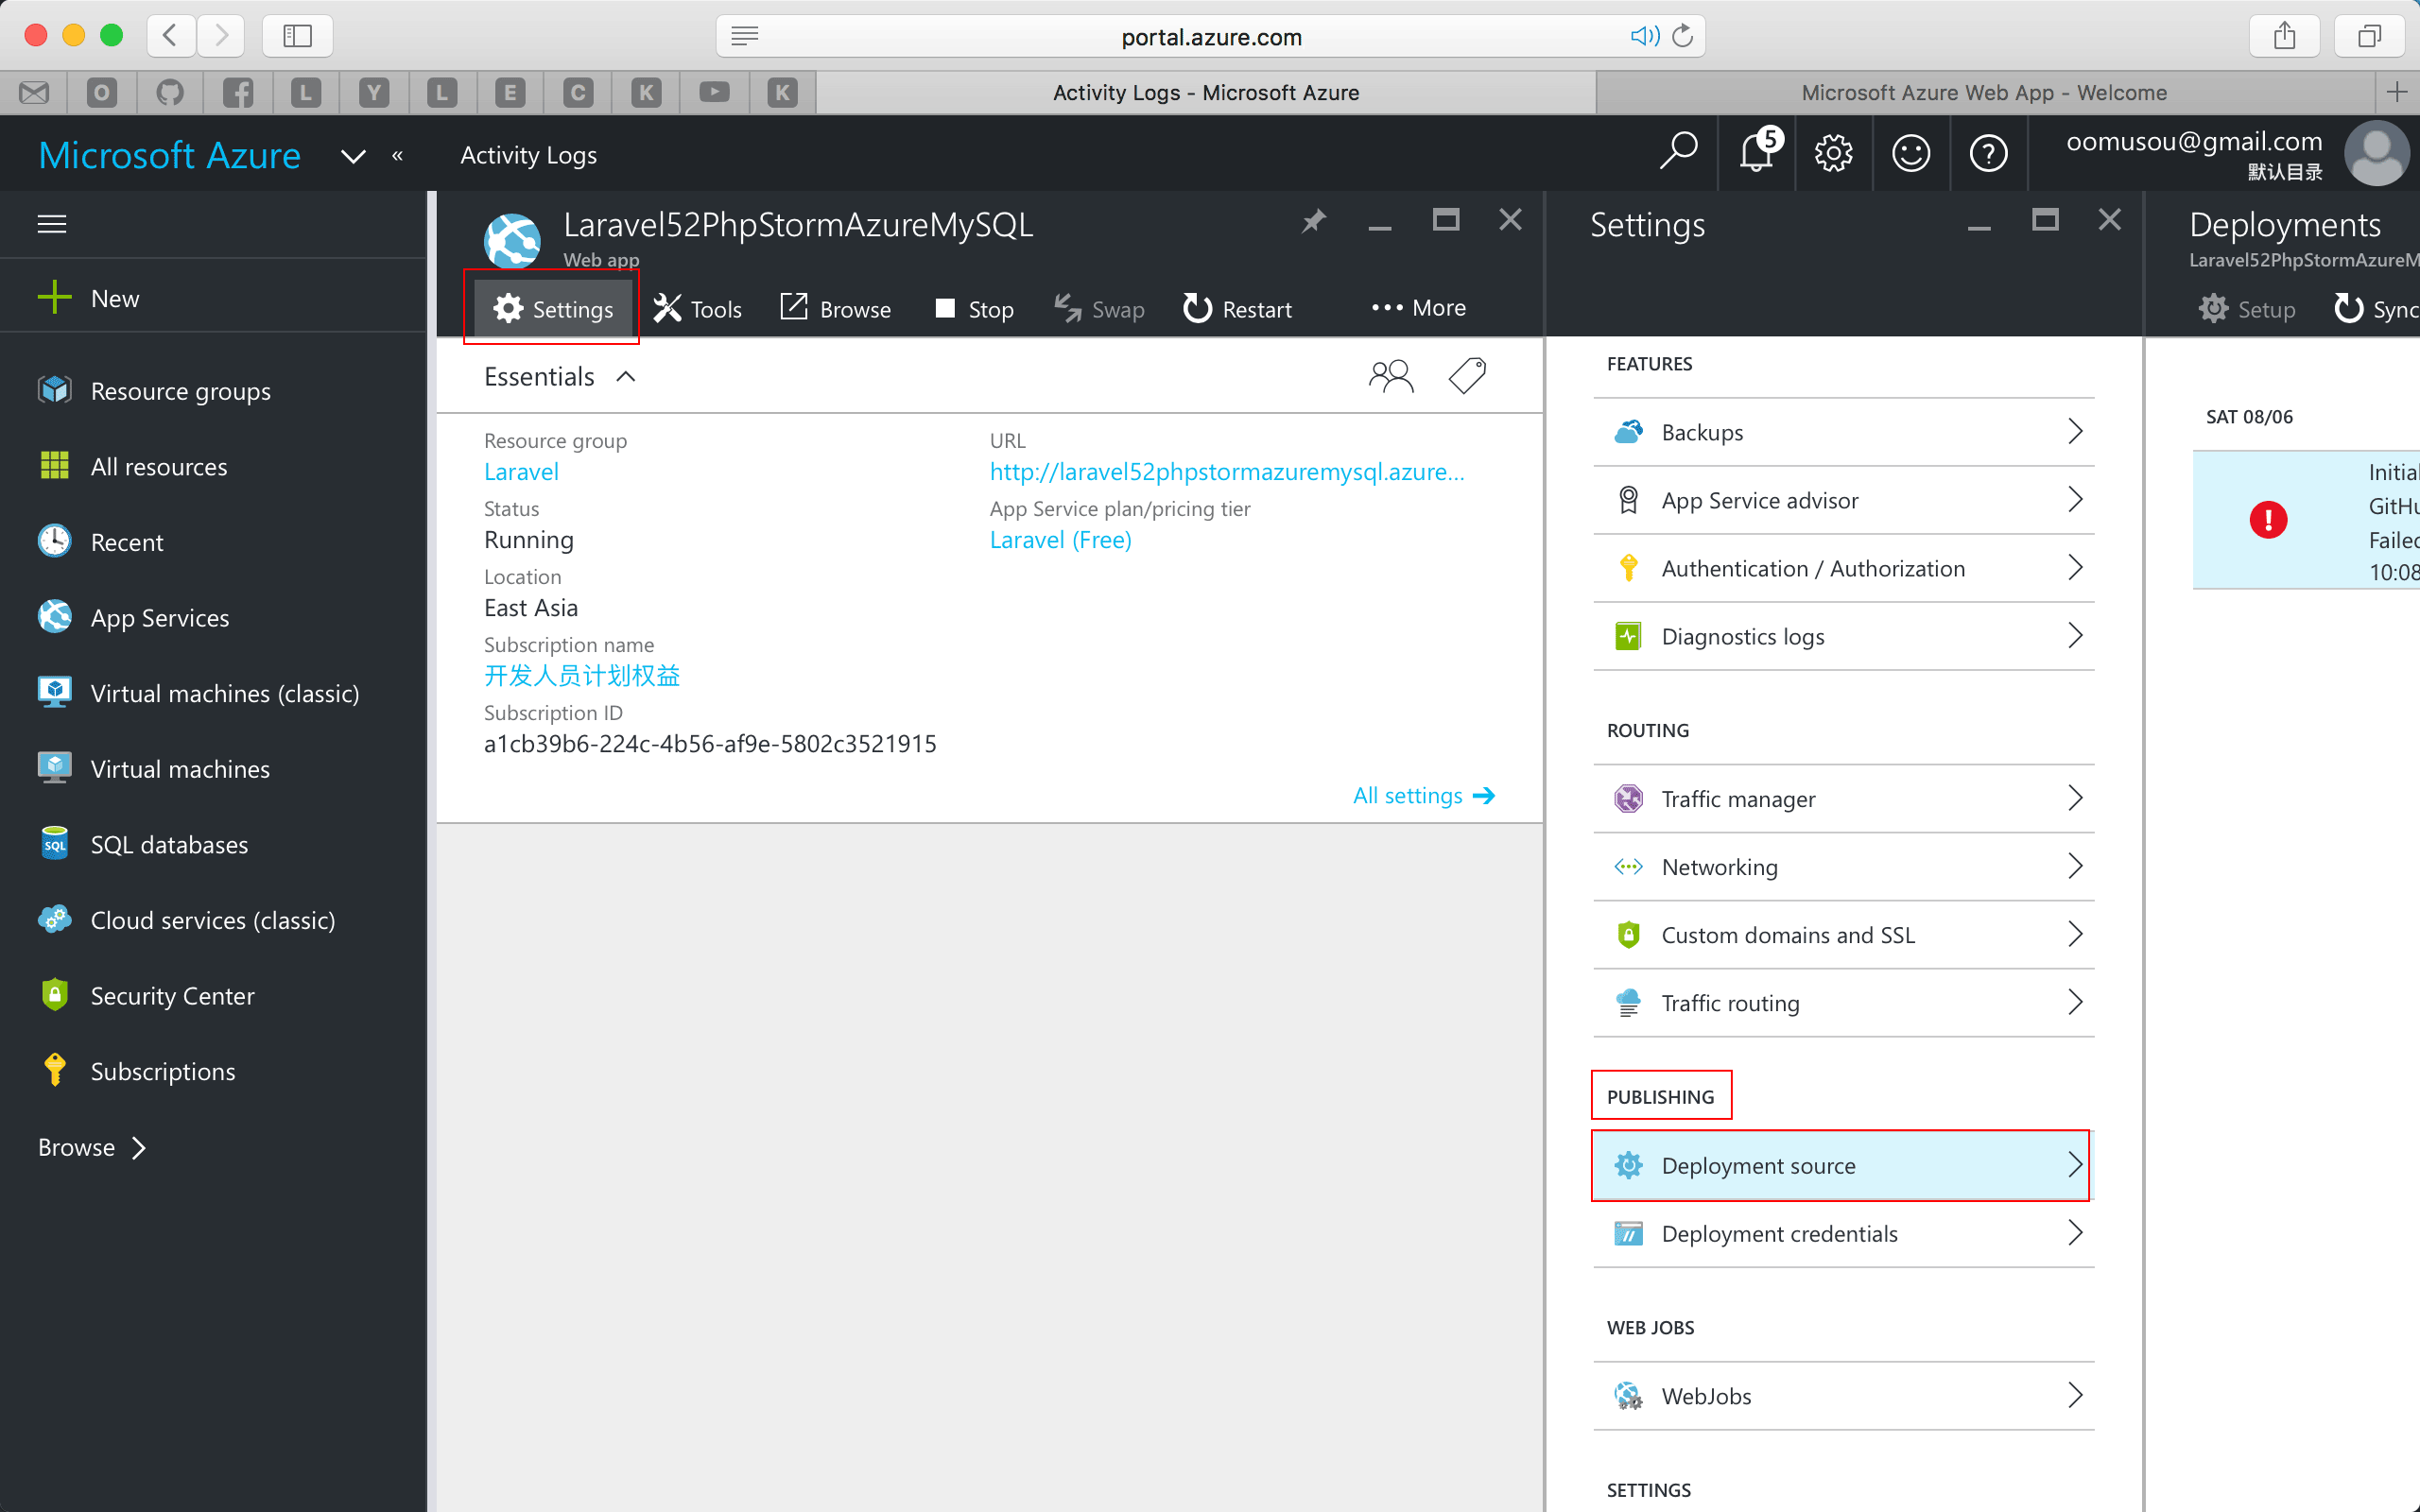 portal.azure.com
O
L
Y
L
E
C
K
K
Activity Logs - Microsoft Azure
Microsoft Azure Web App - Welcome
Microsoft Azure
«
Activity Logs
5
oomusou@gmail.com
默认目录
New
Resource groups
All resources
Recent
App Services
Virtual machines (classic)
Virtual machines
SQL
SQL databases
Cloud services (classic)
Security Center
Subscriptions
Browse
Laravel52PhpStormAzureMySQL
Web app
Settings
Tools
Browse
Stop
Swap
Restart
More
Essentials
Resource group
Laravel
Status
Running
Location
East Asia
Subscription name
开发人员计划权益
Subscription ID
a1cb39b6-224c-4b56-af9e-5802c3521915
URL
http://laravel52phpstormazuremysql.azure...
App Service plan/pricing tier
Laravel (Free)
All settings
Settings
FEATURES
Backups
App Service advisor
Authentication / Authorization
Diagnostics logs
ROUTING
Traffic manager
Networking
Custom domains and SSL
Traffic routing
PUBLISHING
Deployment source
Deployment credentials
WEB JOBS
WebJobs
SETTINGS
Deployments
Laravel52PhpStormAzureM
Setup
Sync
SAT 08/06
Initial
GitHu
Failed
10:08